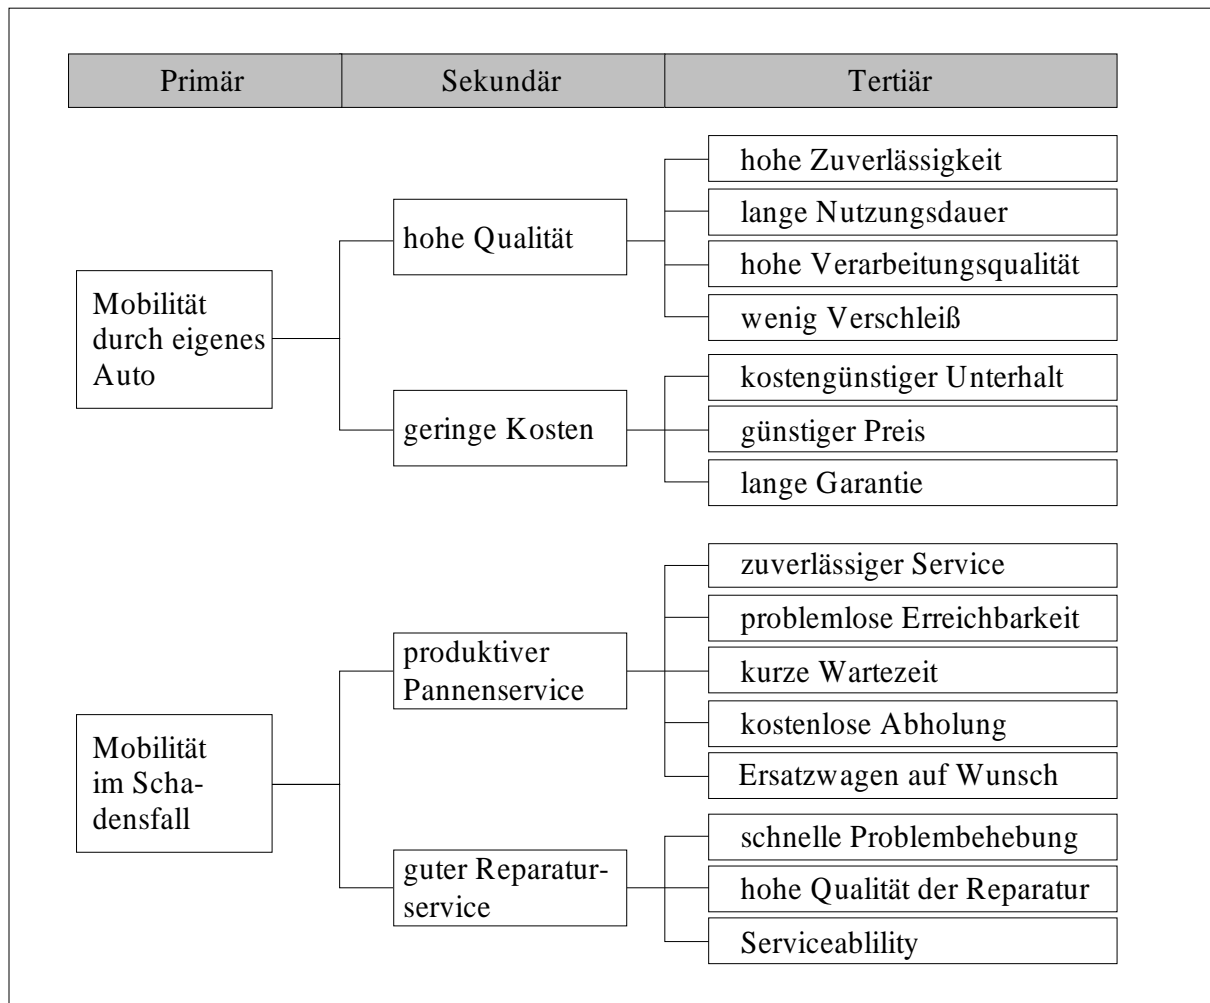 Primär
Sekundär
Tertiär
Mobilität
durch eigenes
Auto
hohe Qualität
hohe Zuverlässigkeit
lange Nutzungsdauer
hohe Verarbeitungsqualität
wenig Verschleiß
geringe Kosten
kostengünstiger Unterhalt
günstiger Preis
lange Garantie
Mobilität
im Scha-
densfall
produktiver
Pannenservice
zuverlässiger Service
problemlose Erreichbarkeit
kurze Wartezeit
kostenlose Abholung
Ersatzwagen auf Wunsch
guter Reparatur-
service
schnelle Problembehebung
hohe Qualität der Reparatur
Serviceablility